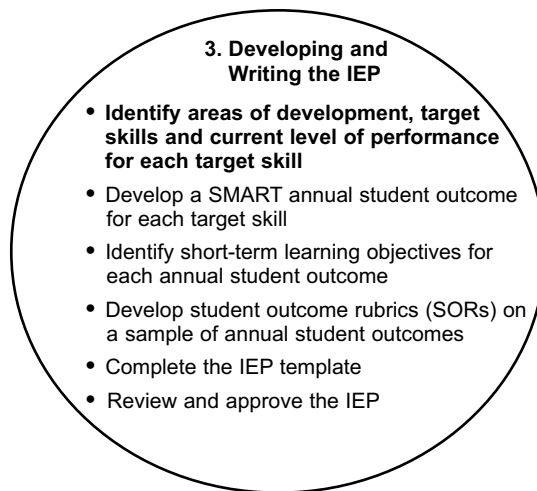 3. Developing and
Writing the IEP
• Identify areas of development, target
skills and current level of performance
for each target skill
• Develop a SMART annual student outcome
for each target skill
• Identify short-term learning objectives for
each annual student outcome
• Develop student outcome rubrics (SORs) on
a sample of annual student outcomes
• Complete the IEP template
• Review and approve the IEP